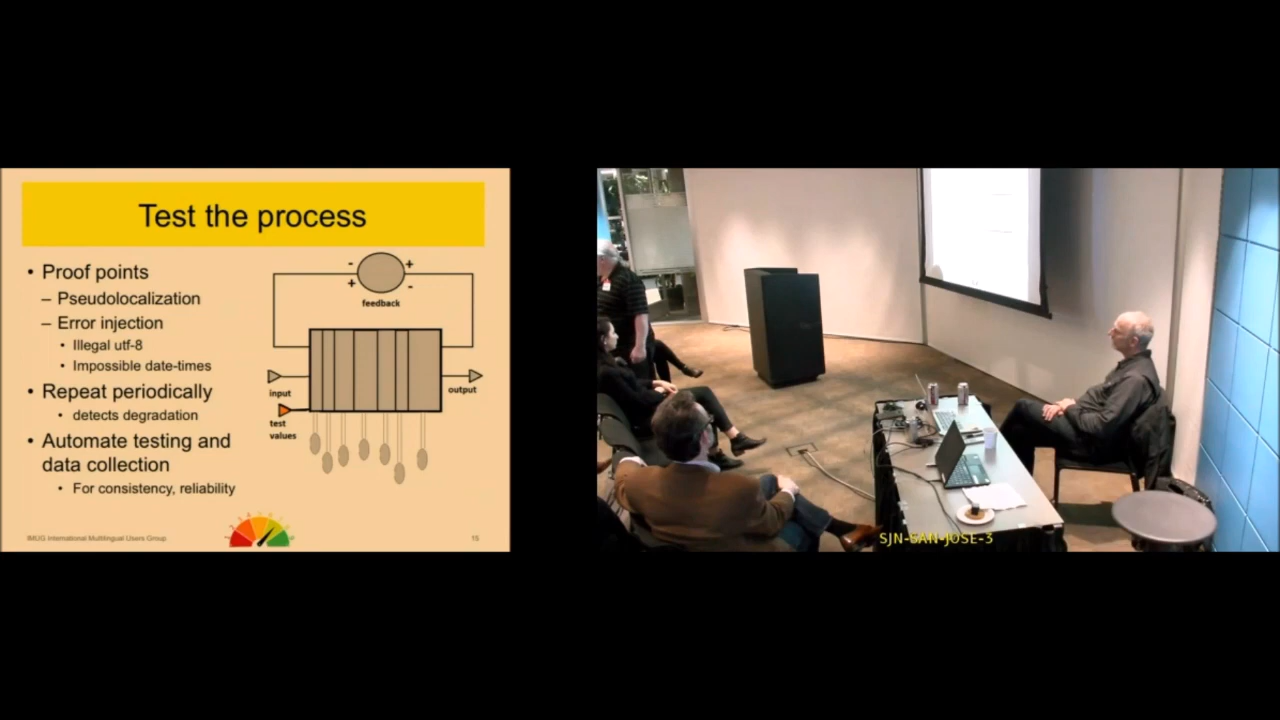 Test the process
• Proof points
– Pseudolocalization
– Error injection
• Illegal utf-8
• Impossible date-times
• Repeat periodically
• detects degradation
• Automate testing and
data collection
• For consistency, reliability
- +
+ -
feedback
input
output
test
values
IMUG International Multilingual Users Group
15
SJN-SAN-JOSE-3